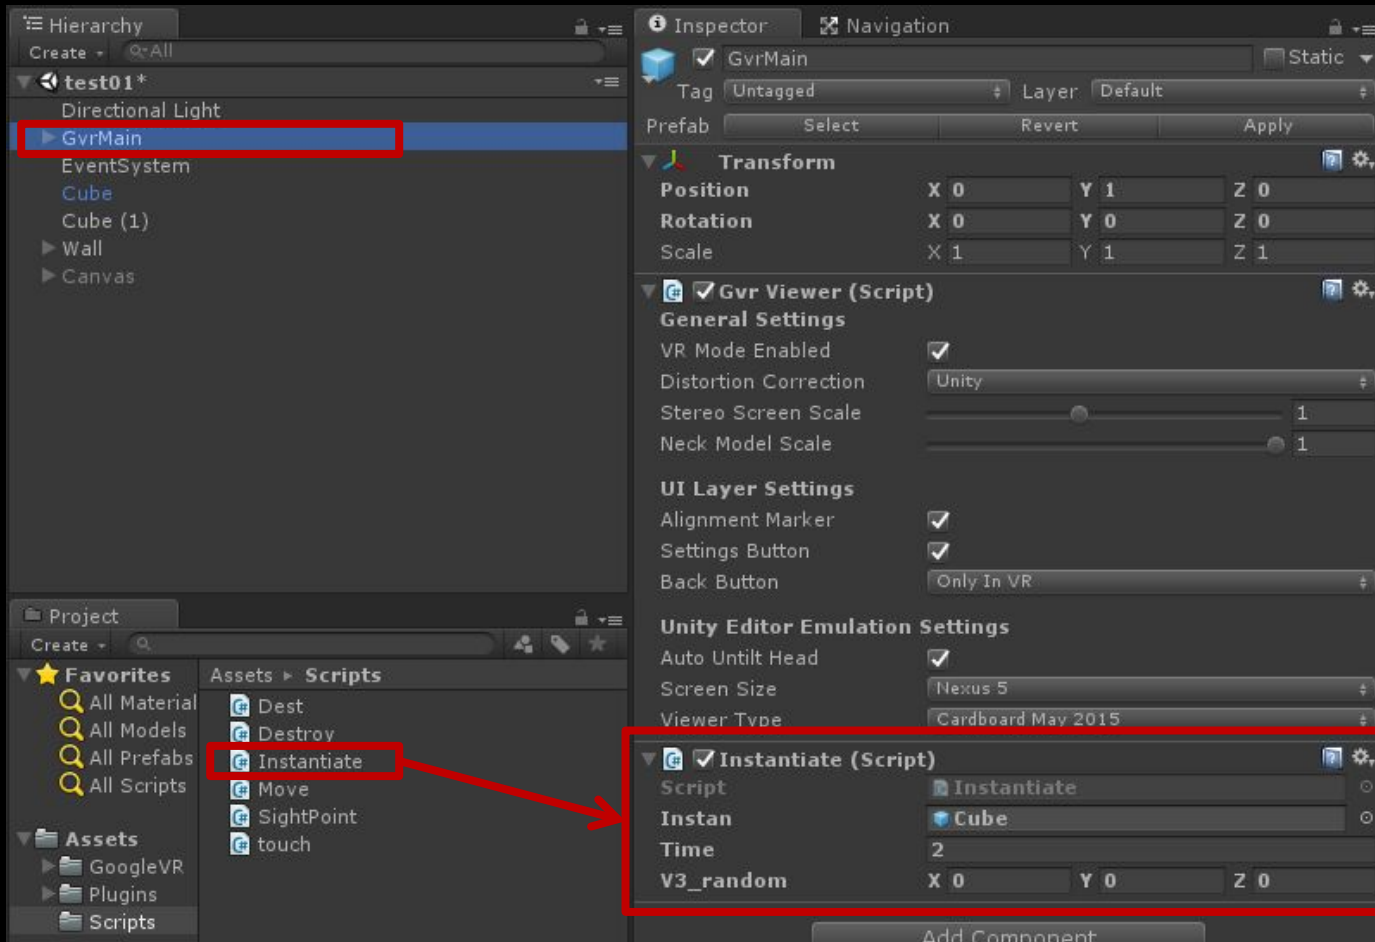 Hierarchy
Create
All
test01*
Directional Light
GvrMain
EventSystem
Cube
Cube (1)
Wall
Canvas
Project
Create
Favorites
All Material
All Models
All Prefabs
All Scripts
Assets
GoogleVR
Plugins
Scripts
Assets Scripts
Dest
Destroy
Instantiate
Move
SightPoint
touch
Inspector Navigation
GvrMain Static
Tag Untagged Layer Default
Prefab Select Revert Apply
Transform
Position X 0 Y 1 Z 0
Rotation X 0 Y 0 Z 0
Scale X 1 Y 1 Z 1
Gvr Viewer (Script)
General Settings
VR Mode Enabled
Distortion Correction Unity
Stereo Screen Scale 1
Neck Model Scale 1
UI Layer Settings
Alignment Marker
Settings Button
Back Button Only In VR
Unity Editor Emulation Settings
Auto Untilt Head
Screen Size Nexus 5
Viewer Type Cardboard May 2015
Instantiate (Script)
Script Instantiate
Instan Cube
Time 2
V3_random X 0 Y 0 Z 0
Add Component